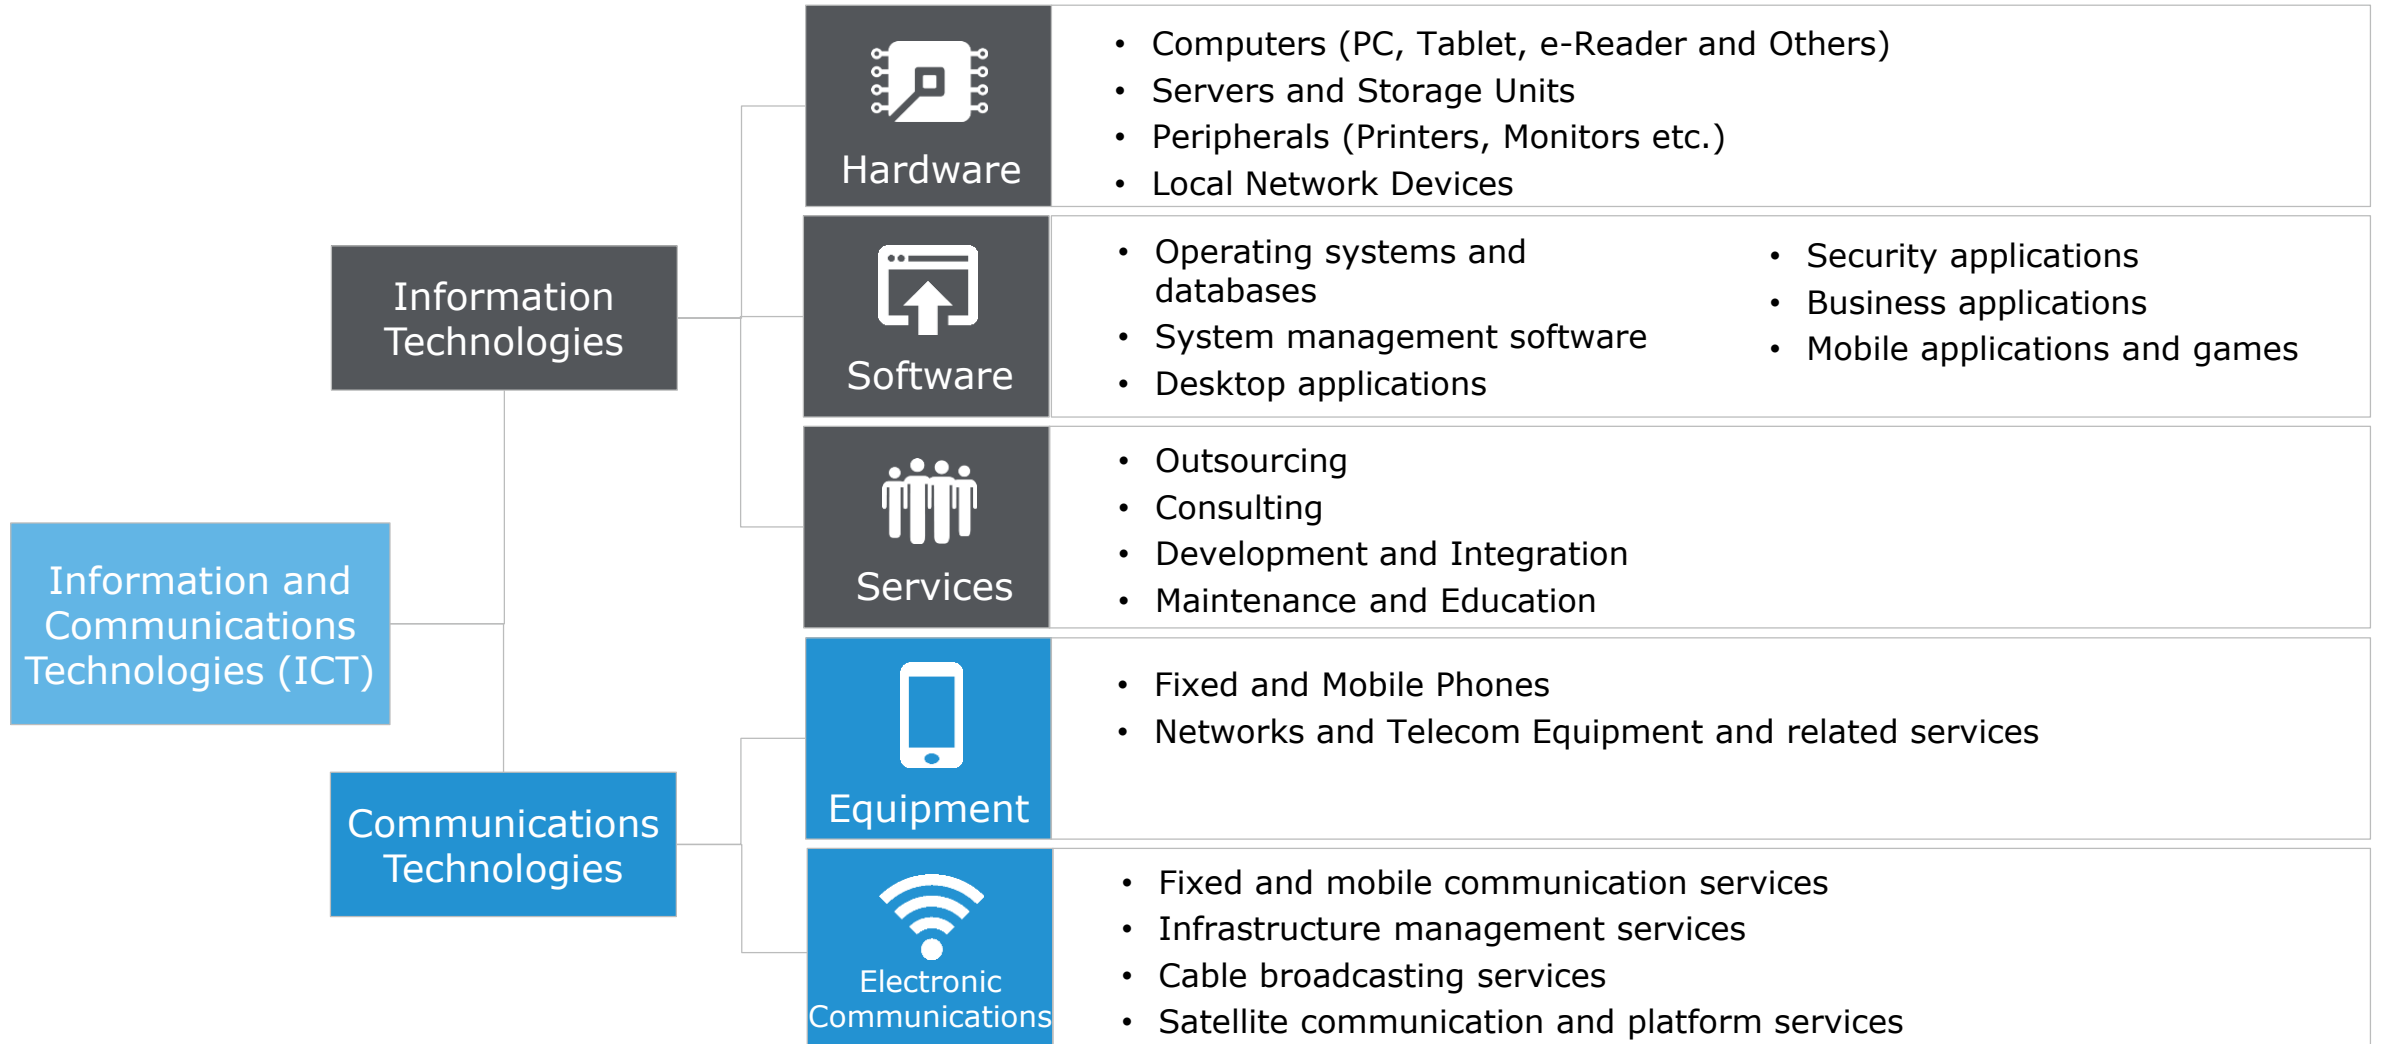 Information and
Communications
Technologies (ICT)
Information
Technologies
Hardware
• Computers (PC, Tablet, e-Reader and Others)
• Servers and Storage Units
• Peripherals (Printers, Monitors etc.)
• Local Network Devices
Software
• Operating systems and
databases
• System management software
• Desktop applications
• Security applications
• Business applications
• Mobile applications and games
Services
• Outsourcing
• Consulting
• Development and Integration
• Maintenance and Education
Communications
Technologies
Equipment
• Fixed and Mobile Phones
• Networks and Telecom Equipment and related services
Electronic
Communications
• Fixed and mobile communication services
• Infrastructure management services
• Cable broadcasting services
• Satellite communication and platform services